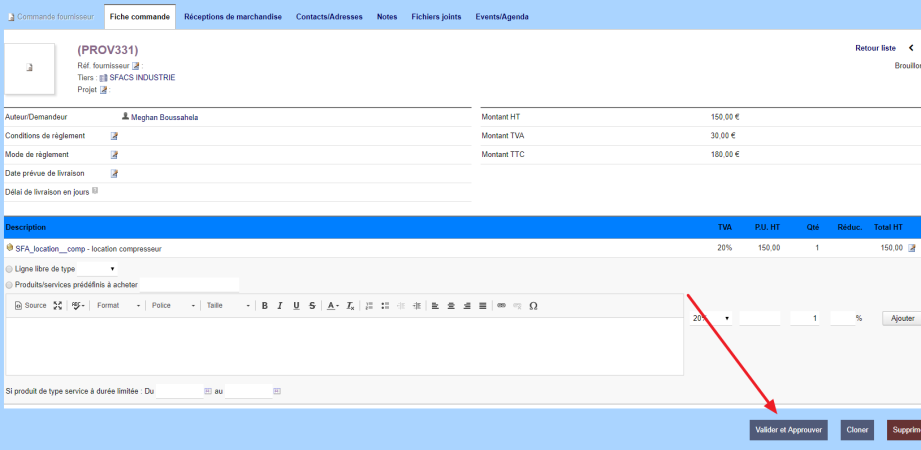 Commande fournisseur Fiche commande Réceptions de marchandise Contacts/Adresses Notes Fichiers joints Events/Agenda
(PROV331) Retour liste <
Réf. fournisseur : Brouillon
Tiers : SFACS INDUSTRIE
Projet :
Auteur/Demandeur Meghan Boussahela Montant HT 150,00 €
Conditions de règlement Montant TVA 30,00 €
Mode de règlement Montant TTC 180,00 €
Date prévue de livraison
Délai de livraison en jours
Description TVA P.U. HT Qté Réduc. Total HT
SFA_location__comp - location compresseur 20% 150,00 1 150,00
Ligne libre de type
Produits/services prédéfinis à acheter
Source Format Police Taille B I U S A Ix Ω
20% 1 % Ajouter
Si produit de type service à durée limitée : Du au
Valider et Approuver Cloner Supprime